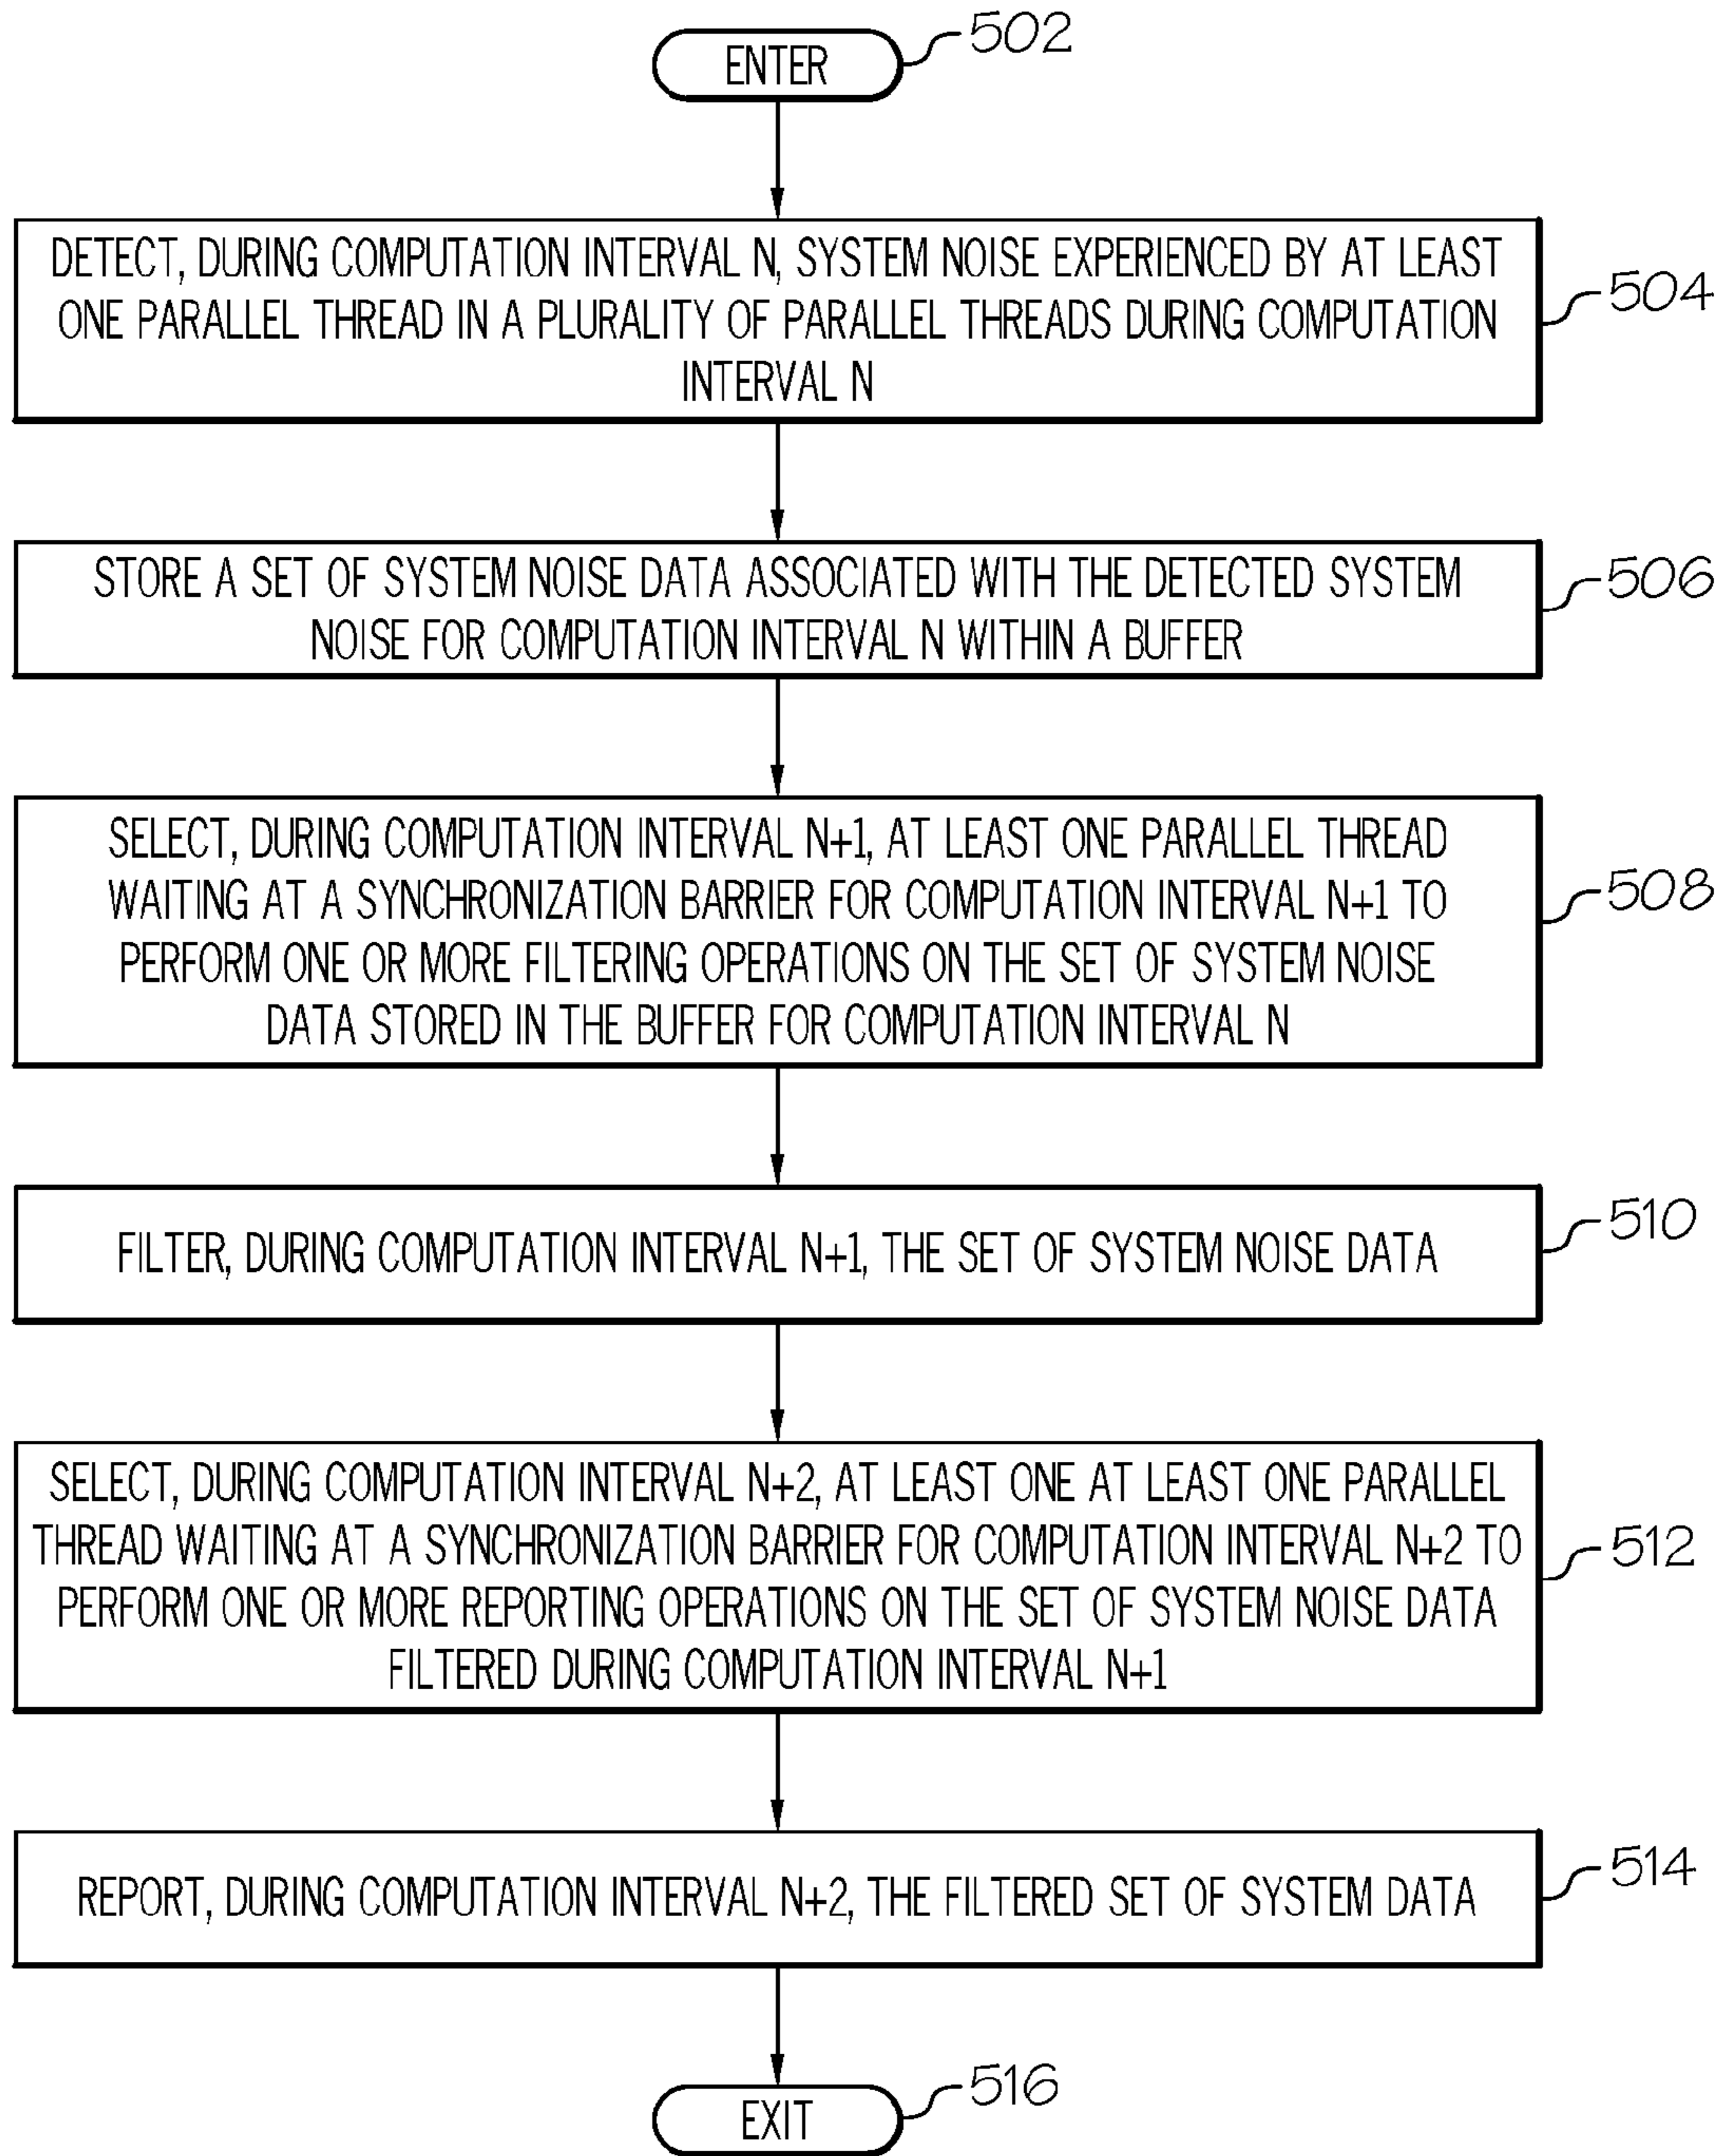 ENTER
502
DETECT, DURING COMPUTATION INTERVAL N, SYSTEM NOISE EXPERIENCED BY AT LEAST
ONE PARALLEL THREAD IN A PLURALITY OF PARALLEL THREADS DURING COMPUTATION
INTERVAL N
504
STORE A SET OF SYSTEM NOISE DATA ASSOCIATED WITH THE DETECTED SYSTEM
NOISE FOR COMPUTATION INTERVAL N WITHIN A BUFFER
506
SELECT, DURING COMPUTATION INTERVAL N+1, AT LEAST ONE PARALLEL THREAD
WAITING AT A SYNCHRONIZATION BARRIER FOR COMPUTATION INTERVAL N+1 TO
PERFORM ONE OR MORE FILTERING OPERATIONS ON THE SET OF SYSTEM NOISE
DATA STORED IN THE BUFFER FOR COMPUTATION INTERVAL N
508
FILTER, DURING COMPUTATION INTERVAL N+1, THE SET OF SYSTEM NOISE DATA
510
SELECT, DURING COMPUTATION INTERVAL N+2, AT LEAST ONE AT LEAST ONE PARALLEL
THREAD WAITING AT A SYNCHRONIZATION BARRIER FOR COMPUTATION INTERVAL N+2 TO
PERFORM ONE OR MORE REPORTING OPERATIONS ON THE SET OF SYSTEM NOISE DATA
FILTERED DURING COMPUTATION INTERVAL N+1
512
REPORT, DURING COMPUTATION INTERVAL N+2, THE FILTERED SET OF SYSTEM DATA
514
EXIT
516